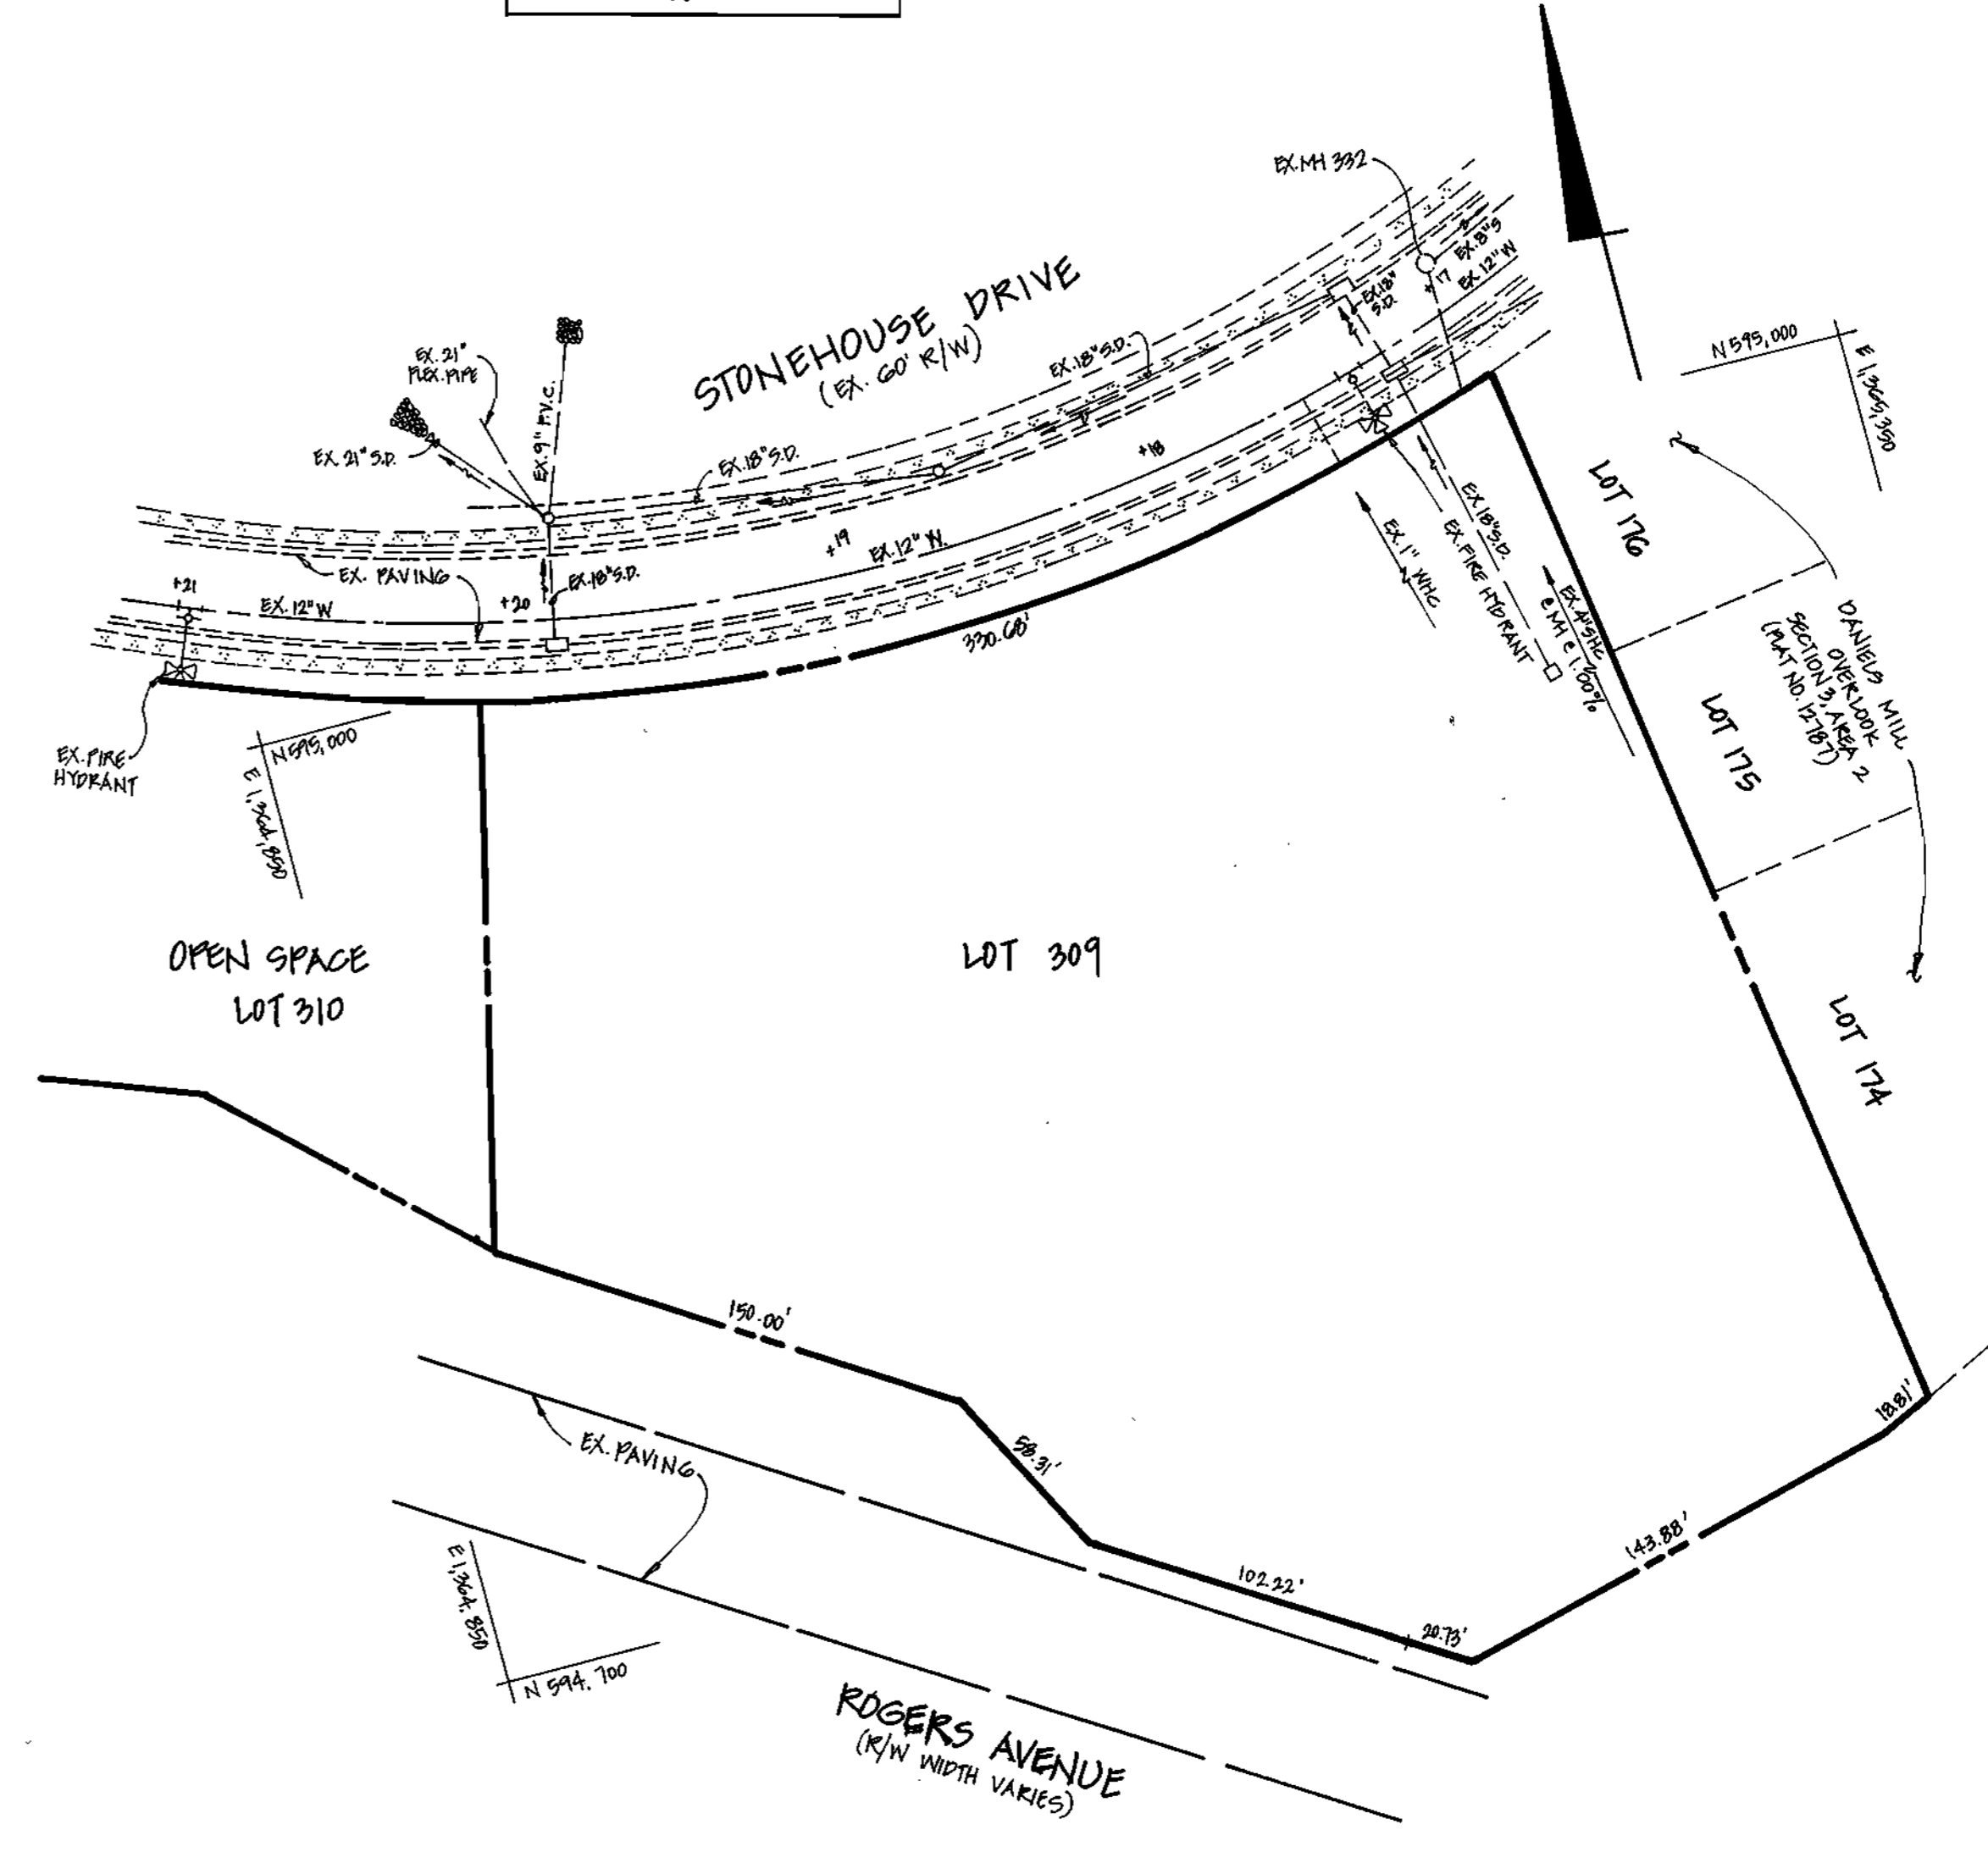 EX. MH 332
EX. 8" S
EX. 12" W
+17
EX. 18"
S.D.
STONEHOUSE DRIVE
(EX. 60' R/W)
EX. 18" S.D.
EX. 21"
FLEX. PIPE
EX. 9" P.V.C.
EX. 21" S.D.
EX. 18" S.D.
+18
N 595,000
E 1,365,350
+19
EX. 12" W.
EX. PAVING
EX. 18" S.D.
+21
EX. 12" W
+20
330.68'
EX. 1" WHC
EX. 18" S.D.
EX. FIRE HYDRANT
EX. 4" SHC
@ MH @ 1.00%
LOT 176
DANIELS MILL
OVERLOOK
SECTION 3, AREA 2
(PLAT NO. 12787)
LOT 175
EX. FIRE
HYDRANT
N 595,000
E 1,364,850
OPEN SPACE
LOT 310
LOT 309
LOT 174
150.00'
58.31'
EX. PAVING
102.22'
20.73'
143.88'
18.81'
E 1,364,850
N 594,700
ROGERS AVENUE
(R/W WIDTH VARIES)